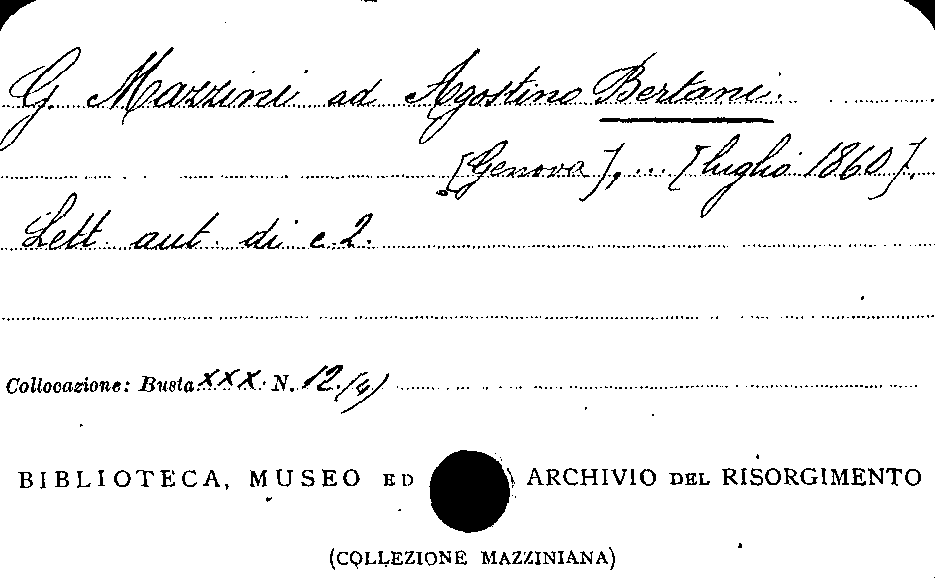 G. Mazzini ad Agostino Bertani.
[Genova], ... [luglio 1860].
Lett. aut. di c. 2.
Collocazione: Busta XXX. N. 12.(4)
BIBLIOTECA, MUSEO ED ARCHIVIO DEL RISORGIMENTO
(COLLEZIONE MAZZINIANA)